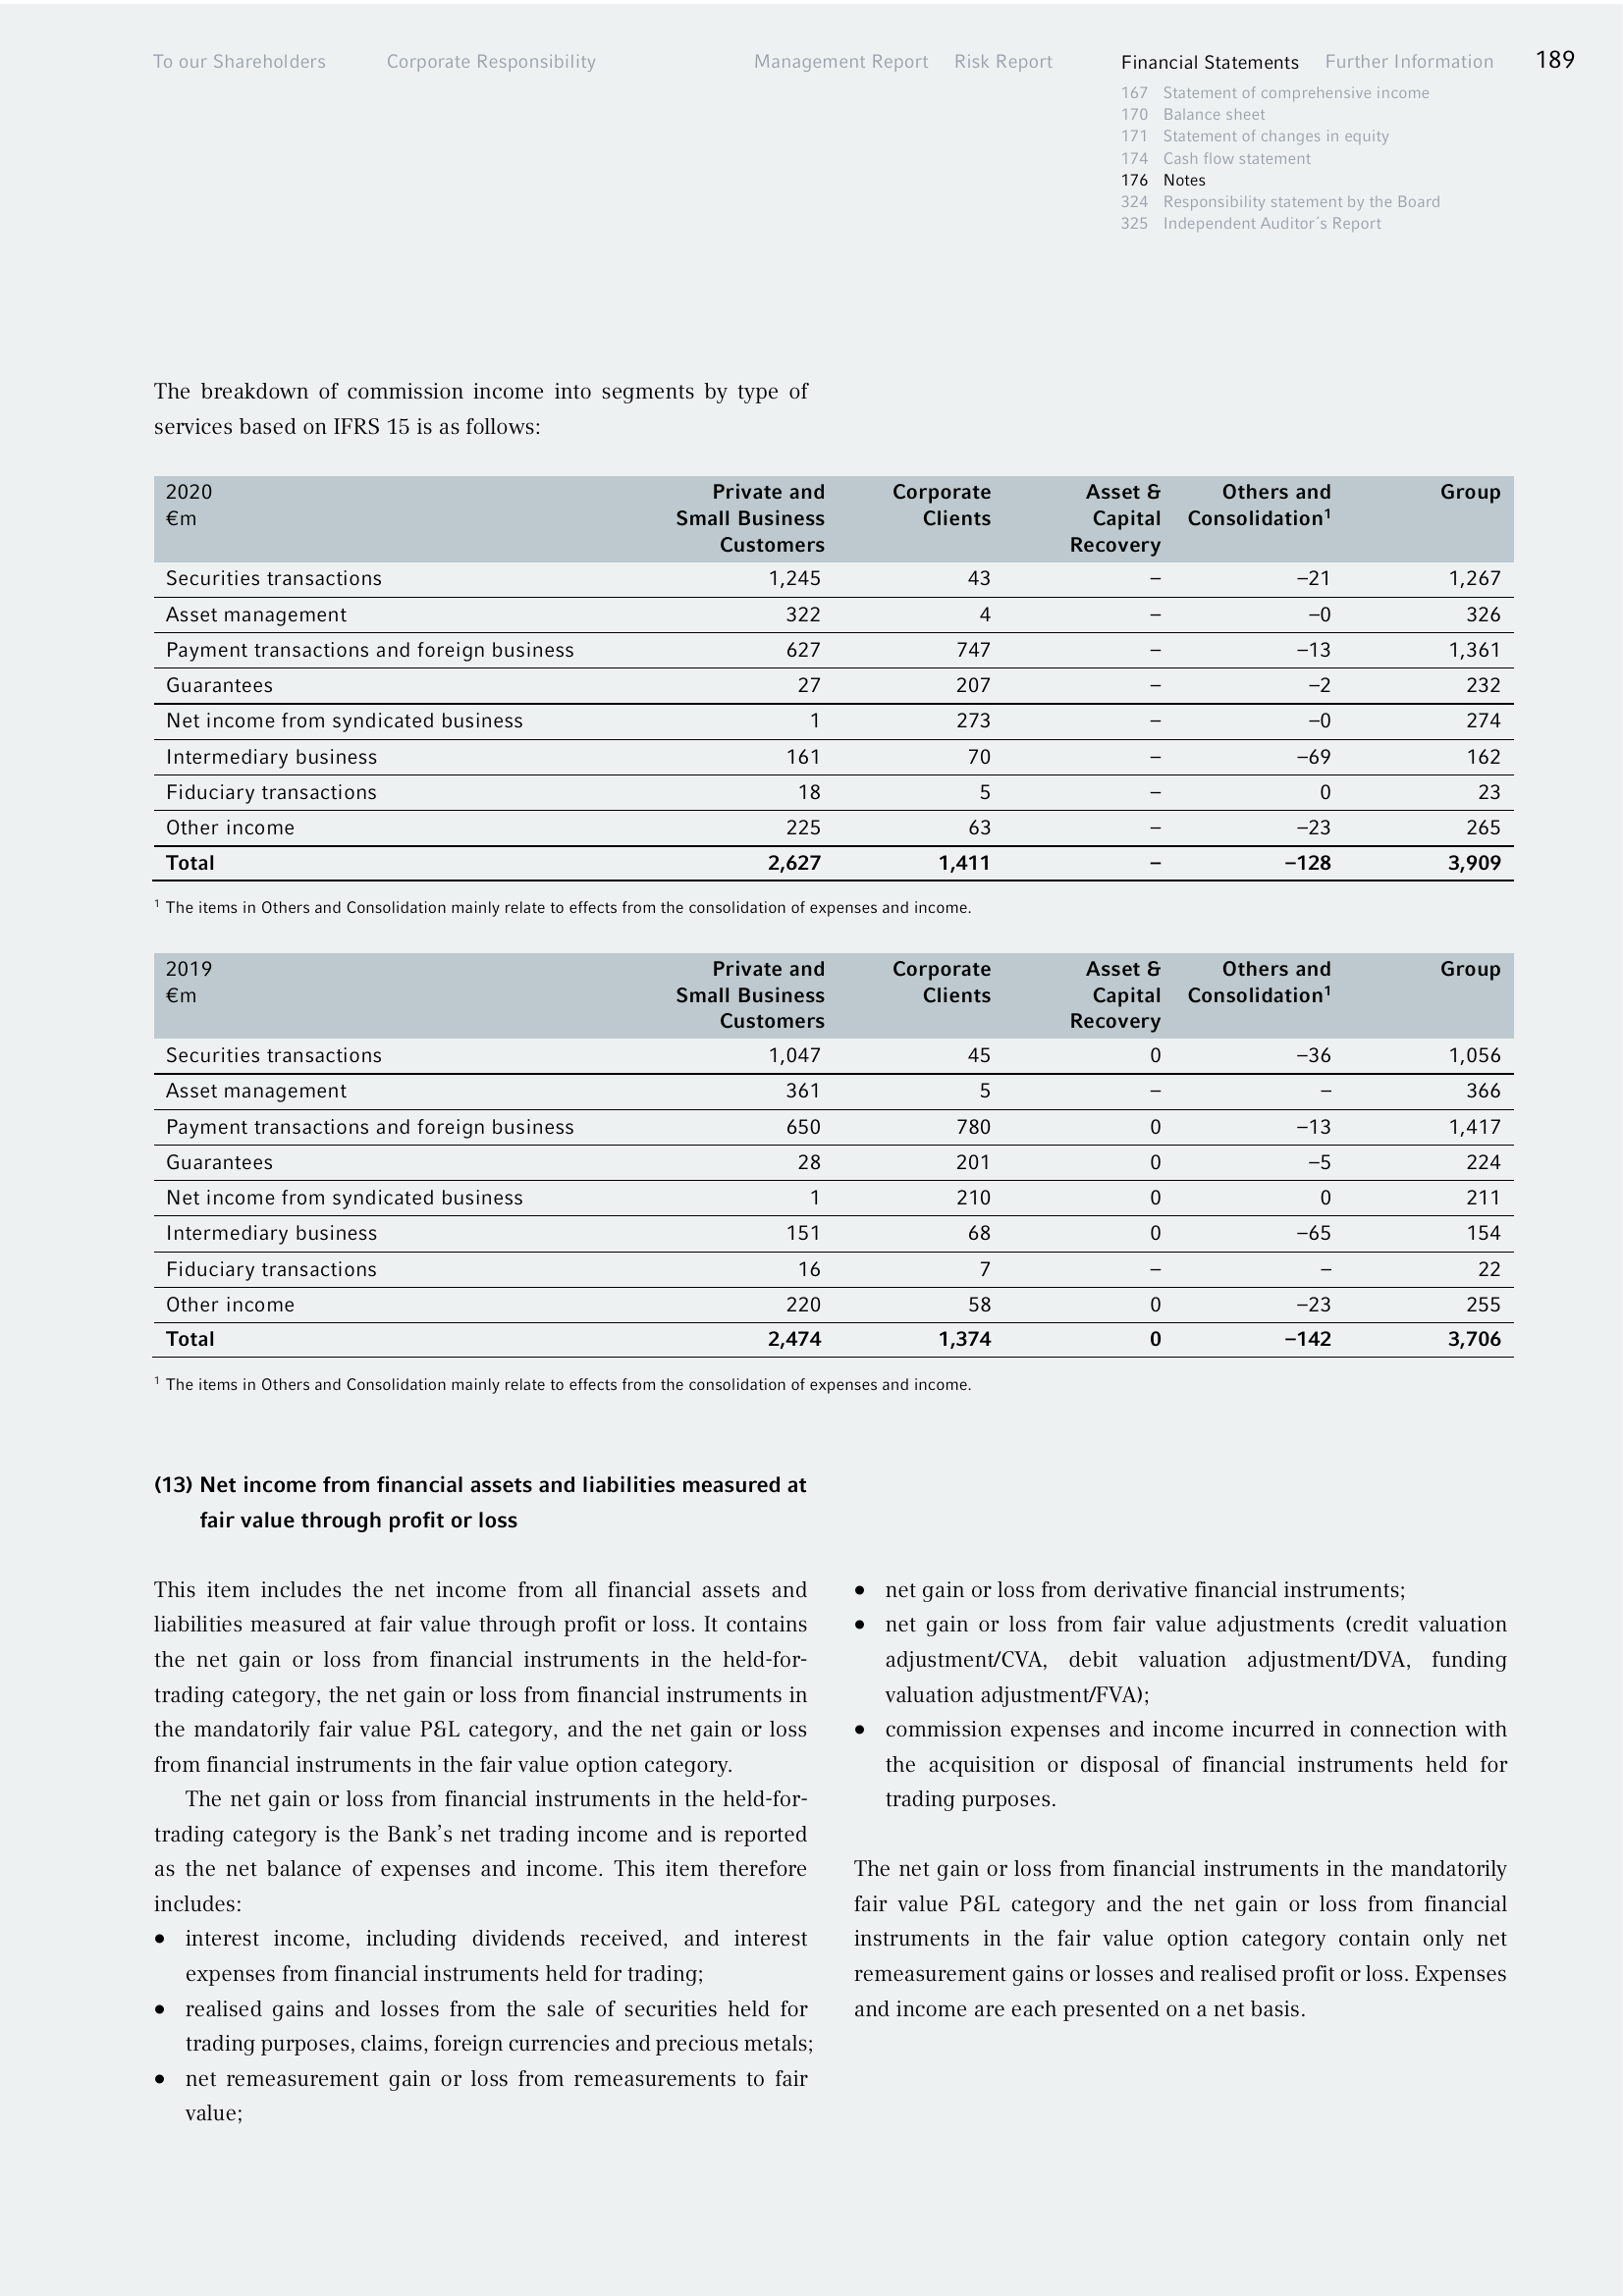 To our Shareholders Corporate Responsibility Management Report Risk Report Financial Statements Further Information 189
167 Statement of comprehensive income
170 Balance sheet
171 Statement of changes in equity
174 Cash flow statement
176 Notes
324 Responsibility statement by the Board
325 Independent Auditor´s Report
The breakdown of commission income into segments by type of
services based on IFRS 15 is as follows:
2020 Private and Corporate Asset & Others and Group
€m Small Business Clients Capital Consolidation¹
Customers Recovery
Securities transactions 1,245 43 – –21 1,267
Asset management 322 4 – –0 326
Payment transactions and foreign business 627 747 – –13 1,361
Guarantees 27 207 – –2 232
Net income from syndicated business 1 273 – –0 274
Intermediary business 161 70 – –69 162
Fiduciary transactions 18 5 – 0 23
Other income 225 63 – –23 265
Total 2,627 1,411 – –128 3,909
¹ The items in Others and Consolidation mainly relate to effects from the consolidation of expenses and income.
2019 Private and Corporate Asset & Others and Group
€m Small Business Clients Capital Consolidation¹
Customers Recovery
Securities transactions 1,047 45 0 –36 1,056
Asset management 361 5 – – 366
Payment transactions and foreign business 650 780 0 –13 1,417
Guarantees 28 201 0 –5 224
Net income from syndicated business 1 210 0 0 211
Intermediary business 151 68 0 –65 154
Fiduciary transactions 16 7 – – 22
Other income 220 58 0 –23 255
Total 2,474 1,374 0 –142 3,706
¹ The items in Others and Consolidation mainly relate to effects from the consolidation of expenses and income.
(13) Net income from financial assets and liabilities measured at
fair value through profit or loss
This item includes the net income from all financial assets and
liabilities measured at fair value through profit or loss. It contains
the net gain or loss from financial instruments in the held-for-
trading category, the net gain or loss from financial instruments in
the mandatorily fair value P&L category, and the net gain or loss
from financial instruments in the fair value option category.
The net gain or loss from financial instruments in the held-for-
trading category is the Bank’s net trading income and is reported
as the net balance of expenses and income. This item therefore
includes:
● interest income, including dividends received, and interest
expenses from financial instruments held for trading;
● realised gains and losses from the sale of securities held for
trading purposes, claims, foreign currencies and precious metals;
● net remeasurement gain or loss from remeasurements to fair
value;
● net gain or loss from derivative financial instruments;
● net gain or loss from fair value adjustments (credit valuation
adjustment/CVA, debit valuation adjustment/DVA, funding
valuation adjustment/FVA);
● commission expenses and income incurred in connection with
the acquisition or disposal of financial instruments held for
trading purposes.
The net gain or loss from financial instruments in the mandatorily
fair value P&L category and the net gain or loss from financial
instruments in the fair value option category contain only net
remeasurement gains or losses and realised profit or loss. Expenses
and income are each presented on a net basis.